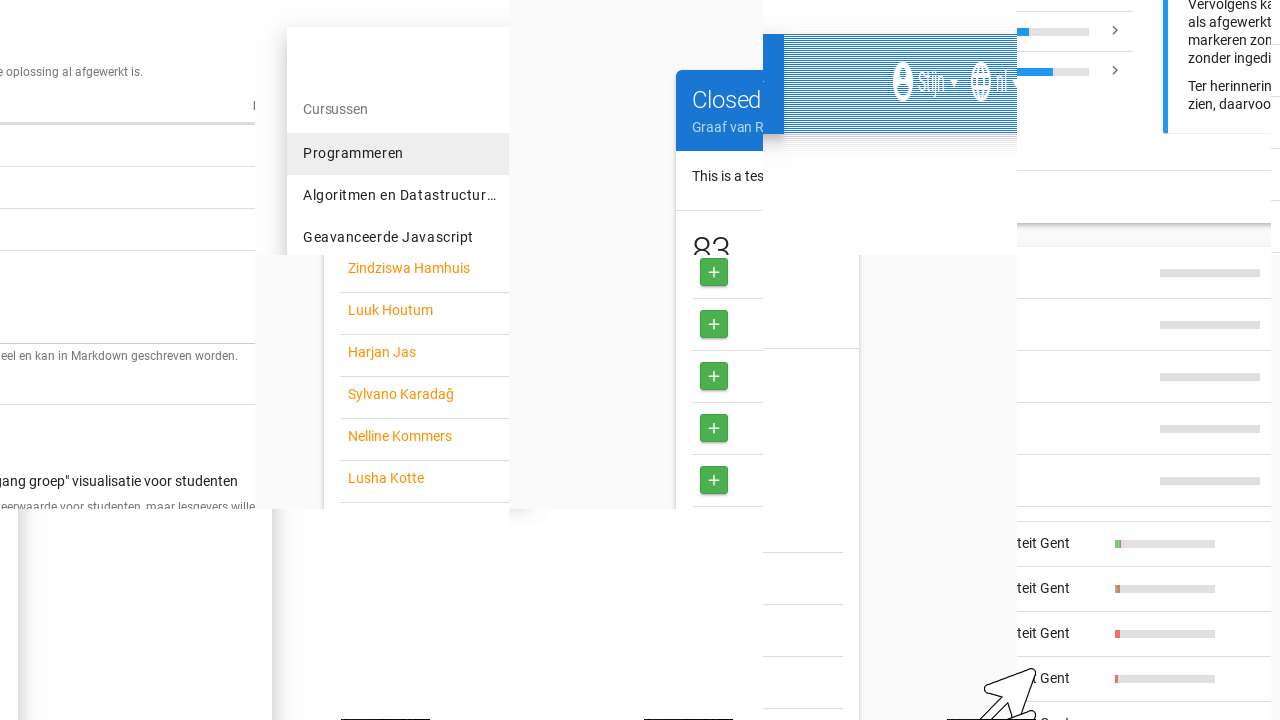 e oplossing al afgewerkt is.
eel en kan in Markdown geschreven worden.
gang groep" visualisatie voor studenten
eerwaarde voor studenten, maar lesgevers wille
Cursussen
Programmeren
Algoritmen en Datastructur…
Geavanceerde Javascript
Zindziswa Hamhuis
Luuk Houtum
Harjan Jas
Sylvano Karadağ
Nelline Kommers
Lusha Kotte
Closed
Graaf van R
This is a tes
83
Stijn
nl
Vervolgens ka
als afgewerkt
markeren zon
zonder ingedi
Ter herinnerin
zien, daarvoo
teit Gent
teit Gent
teit Gent
t Gent